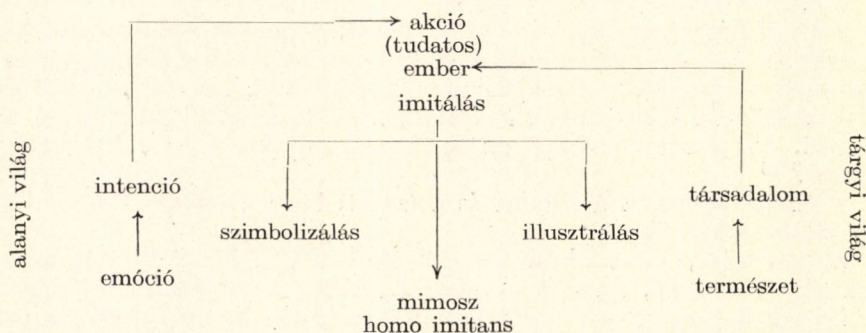 akció
(tudatos)
ember
imitálás
alanyi világ
tárgyi világ
intenció
társadalom
szimbolizálás
illusztrálás
emóció
természet
mimosz
homo imitans